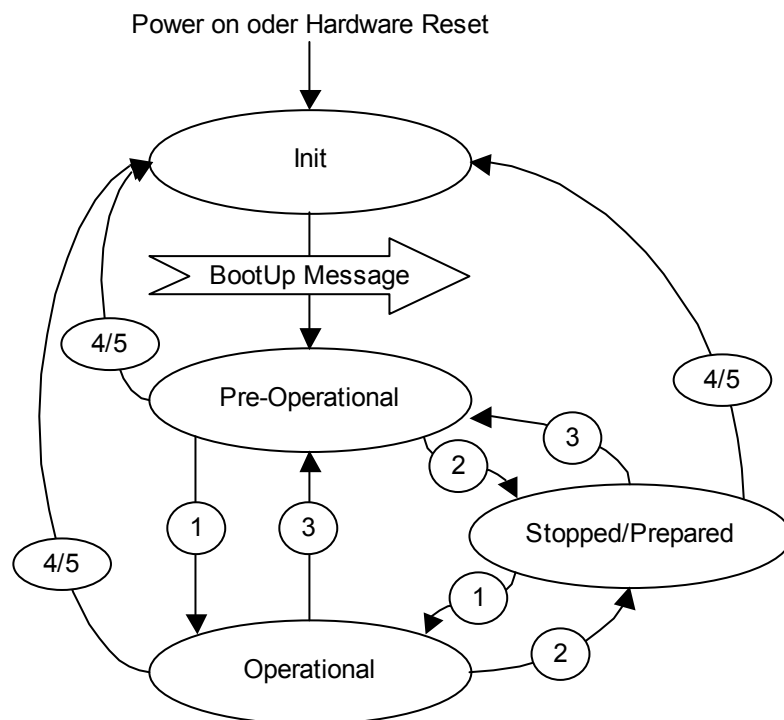 Power on oder Hardware Reset
Init
BootUp Message
4/5
4/5
Pre-Operational
3
2
1
3
Stopped/Prepared
4/5
1
Operational
2